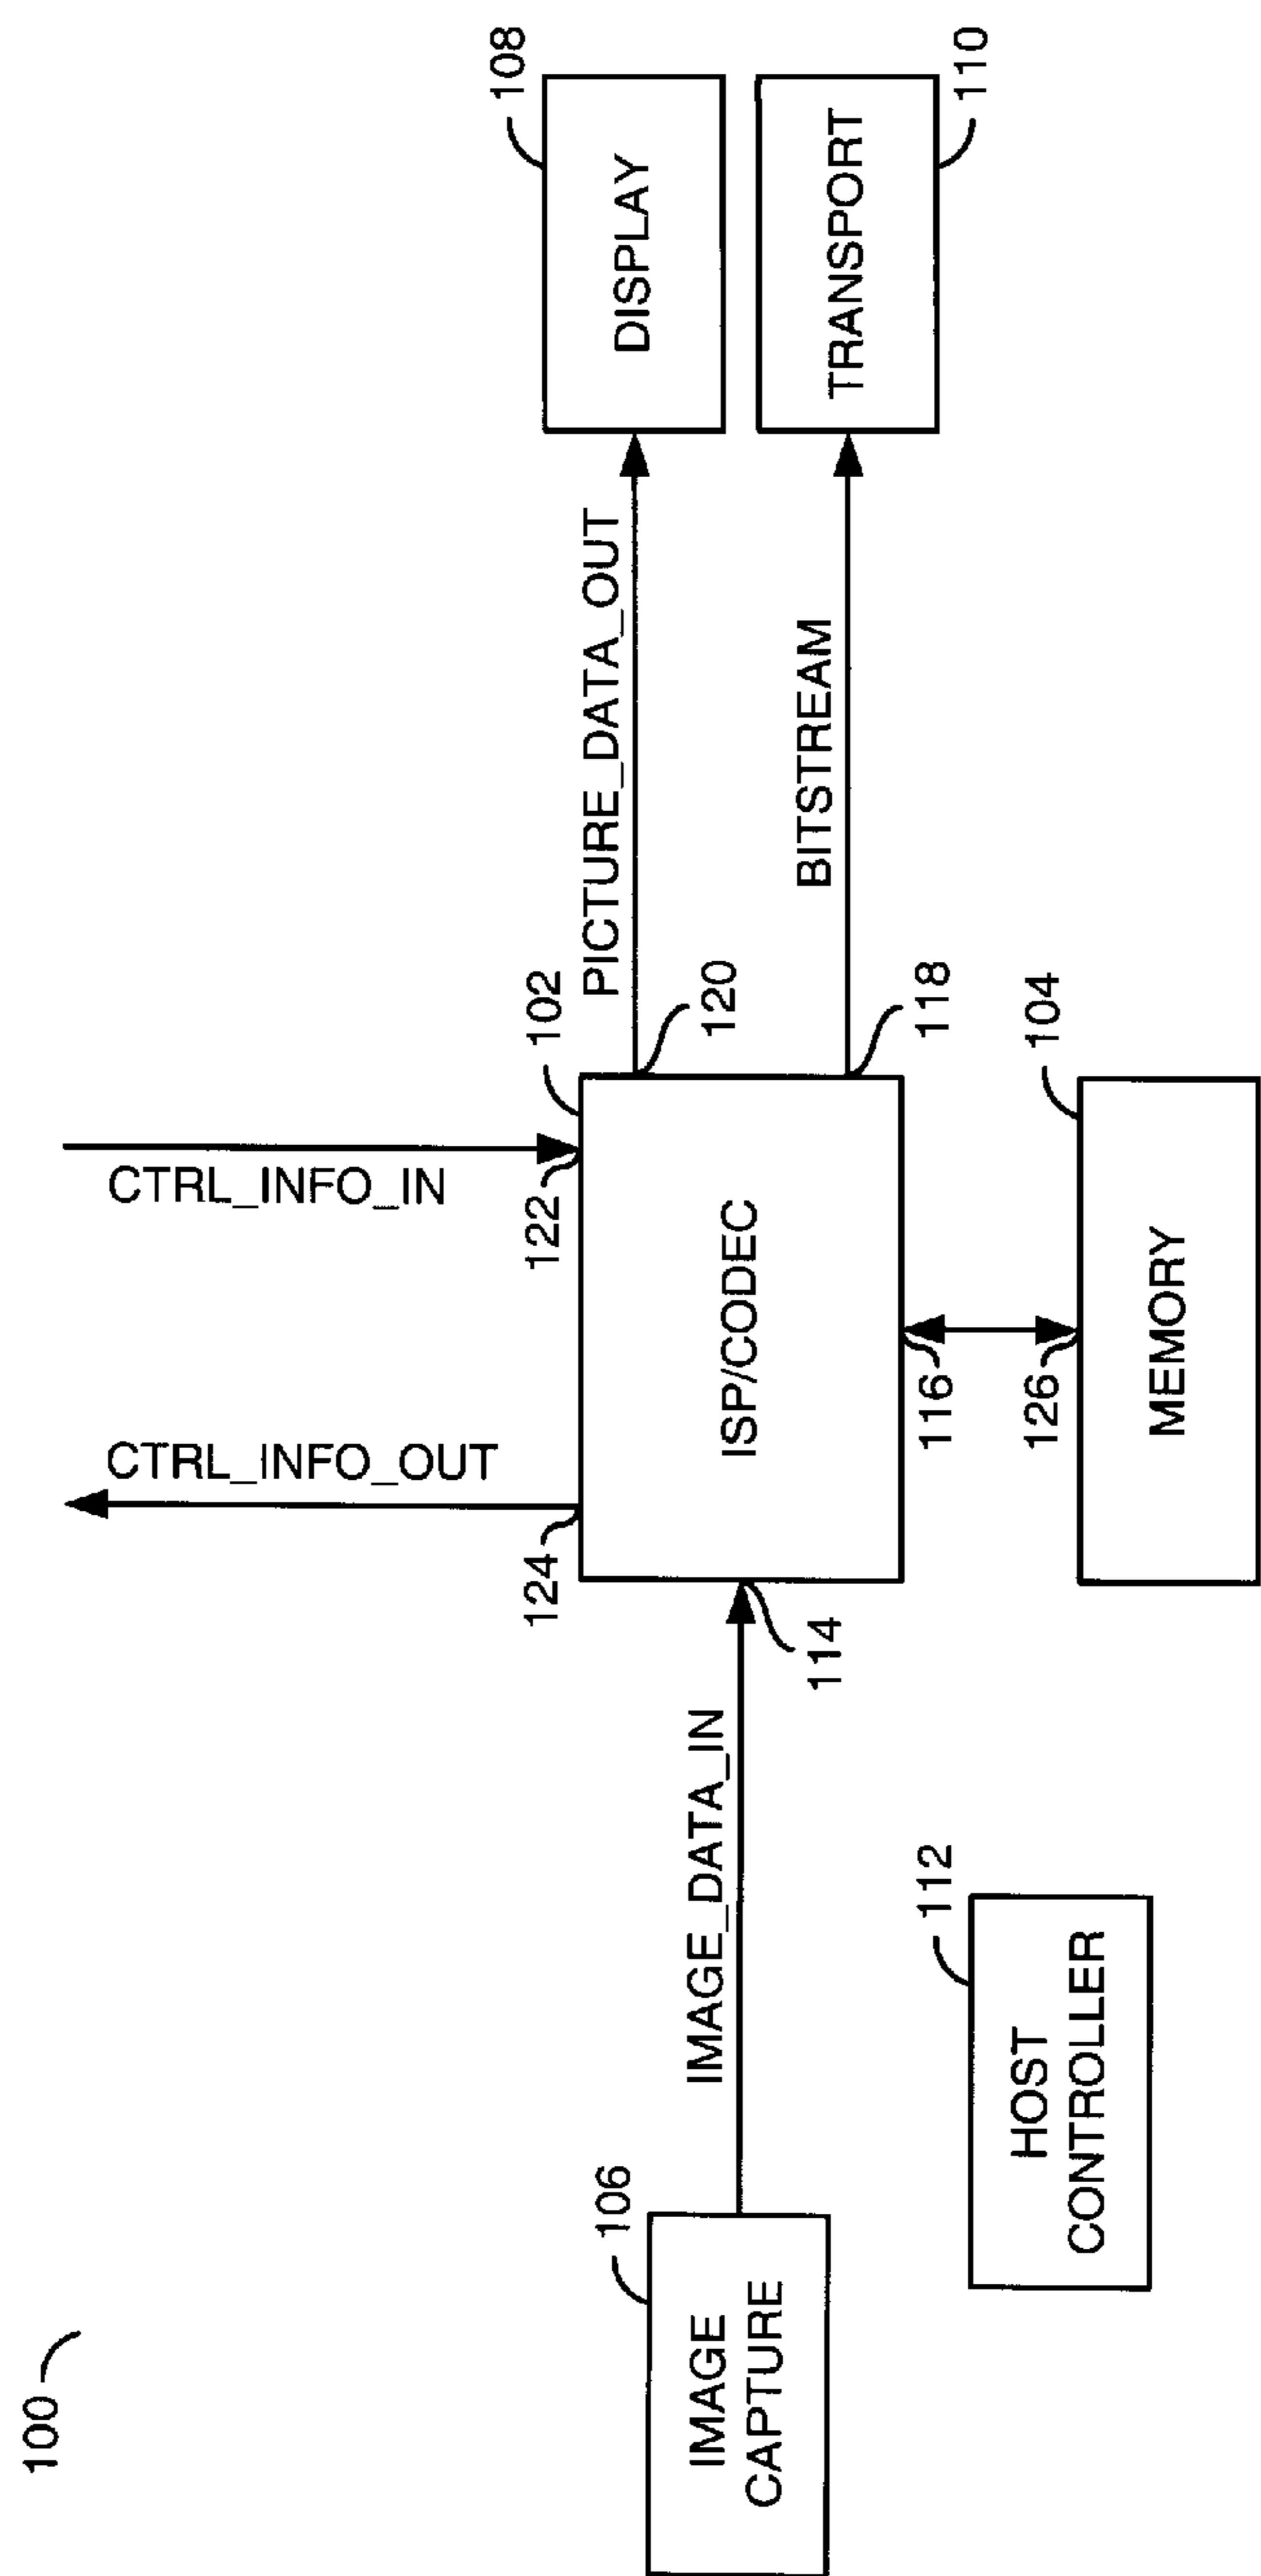 100
CTRL_INFO_OUT
CTRL_INFO_IN
124
122
102
108
IMAGE
CAPTURE
106
IMAGE_DATA_IN
114
ISP/CODEC
120
PICTURE_DATA_OUT
DISPLAY
118
BITSTREAM
TRANSPORT
110
HOST
CONTROLLER
112
116
126
MEMORY
104